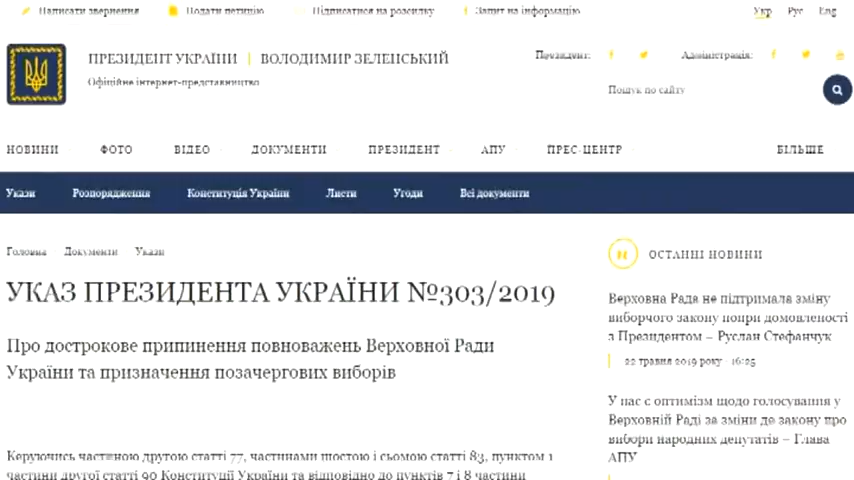 Написати звернення Подати петицію Підписатися на розсилку Запит на інформацію Укр Рус Eng
ПРЕЗИДЕНТ УКРАЇНИ | ВОЛОДИМИР ЗЕЛЕНСЬКИЙ
Офіційне інтернет-представництво
Президент: Адміністрація:
Пошук по сайту
НОВИНИ ФОТО ВІДЕО ДОКУМЕНТИ ПРЕЗИДЕНТ АПУ ПРЕС-ЦЕНТР БІЛЬШЕ
Укази Розпорядження Конституція України Листи Угоди Всі документи
Головна Документи Укази
УКАЗ ПРЕЗИДЕНТА УКРАЇНИ №303/2019
Про дострокове припинення повноважень Верховної Ради
України та призначення позачергових виборів
Керуючись частиною другою статті 77, частинами шостою і сьомою статті 83, пунктом 1
частини другої статті 90 Конституції України та відповідно до пунктів 7 і 8 частини
ОСТАННІ НОВИНИ
Верховна Рада не підтримала зміну
виборчого закону попри домовленості
з Президентом – Руслан Стефанчук
22 травня 2019 року - 16:25
У нас є оптимізм щодо голосування у
Верховній Раді за зміни до закону про
вибори народних депутатів – Глава
АПУ